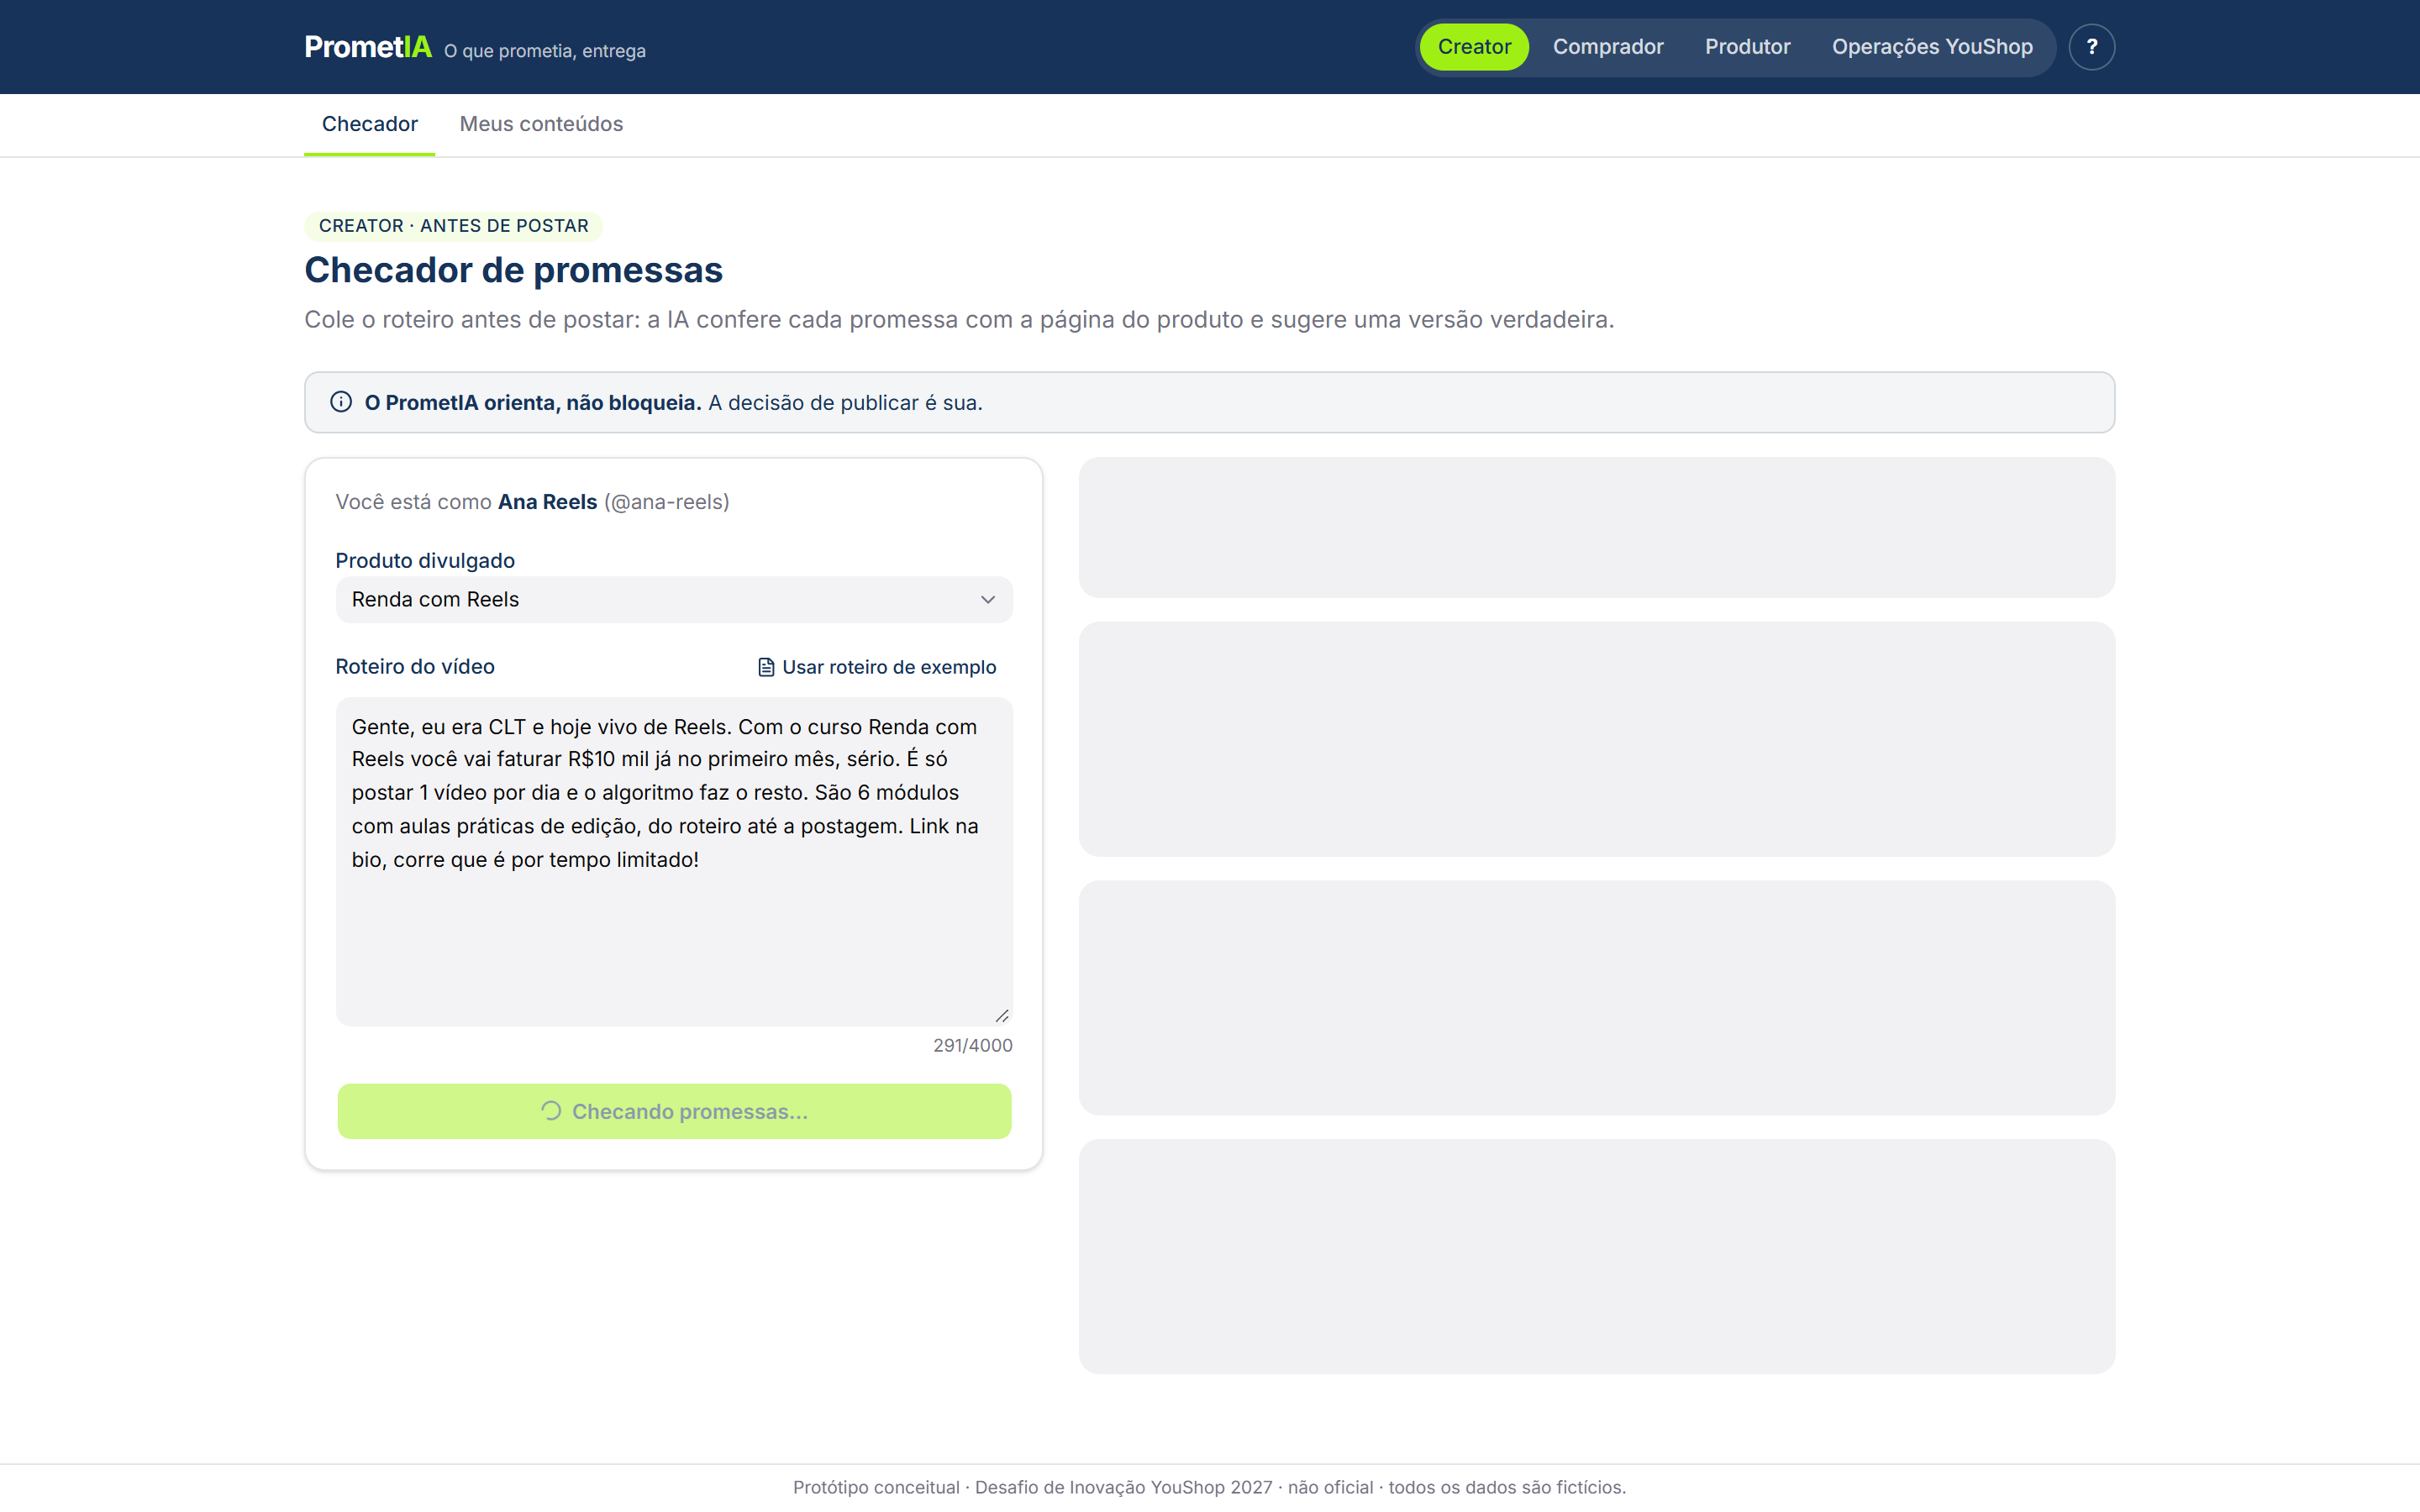 PrometIA O que prometia, entrega
Creator Comprador Produtor Operações YouShop ?
Checador Meus conteúdos
CREATOR · ANTES DE POSTAR
Checador de promessas
Cole o roteiro antes de postar: a IA confere cada promessa com a página do produto e sugere uma versão verdadeira.
O PrometIA orienta, não bloqueia. A decisão de publicar é sua.
Você está como Ana Reels (@ana-reels)
Produto divulgado
Renda com Reels
Roteiro do vídeo Usar roteiro de exemplo
Gente, eu era CLT e hoje vivo de Reels. Com o curso Renda com
Reels você vai faturar R$10 mil já no primeiro mês, sério. É só
postar 1 vídeo por dia e o algoritmo faz o resto. São 6 módulos
com aulas práticas de edição, do roteiro até a postagem. Link na
bio, corre que é por tempo limitado!
291/4000
Checando promessas...
Protótipo conceitual · Desafio de Inovação YouShop 2027 · não oficial · todos os dados são fictícios.